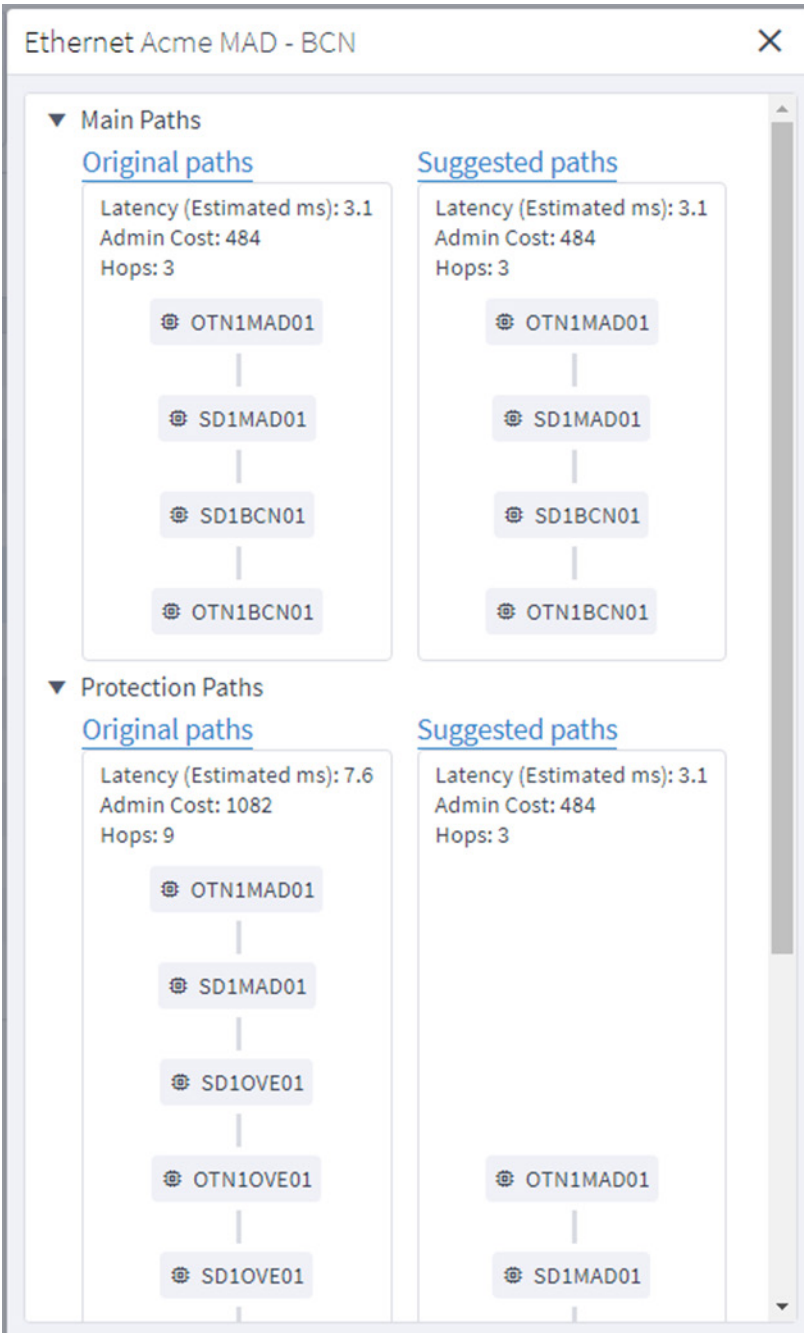 Ethernet Acme MAD - BCN
Main Paths
Original paths
Latency (Estimated ms): 3.1
Admin Cost: 484
Hops: 3
OTN1MAD01
SD1MAD01
SD1BCN01
OTN1BCN01
Suggested paths
Latency (Estimated ms): 3.1
Admin Cost: 484
Hops: 3
OTN1MAD01
SD1MAD01
SD1BCN01
OTN1BCN01
Protection Paths
Original paths
Latency (Estimated ms): 7.6
Admin Cost: 1082
Hops: 9
OTN1MAD01
SD1MAD01
SD1OVE01
OTN1OVE01
SD1OVE01
Suggested paths
Latency (Estimated ms): 3.1
Admin Cost: 484
Hops: 3
OTN1MAD01
SD1MAD01